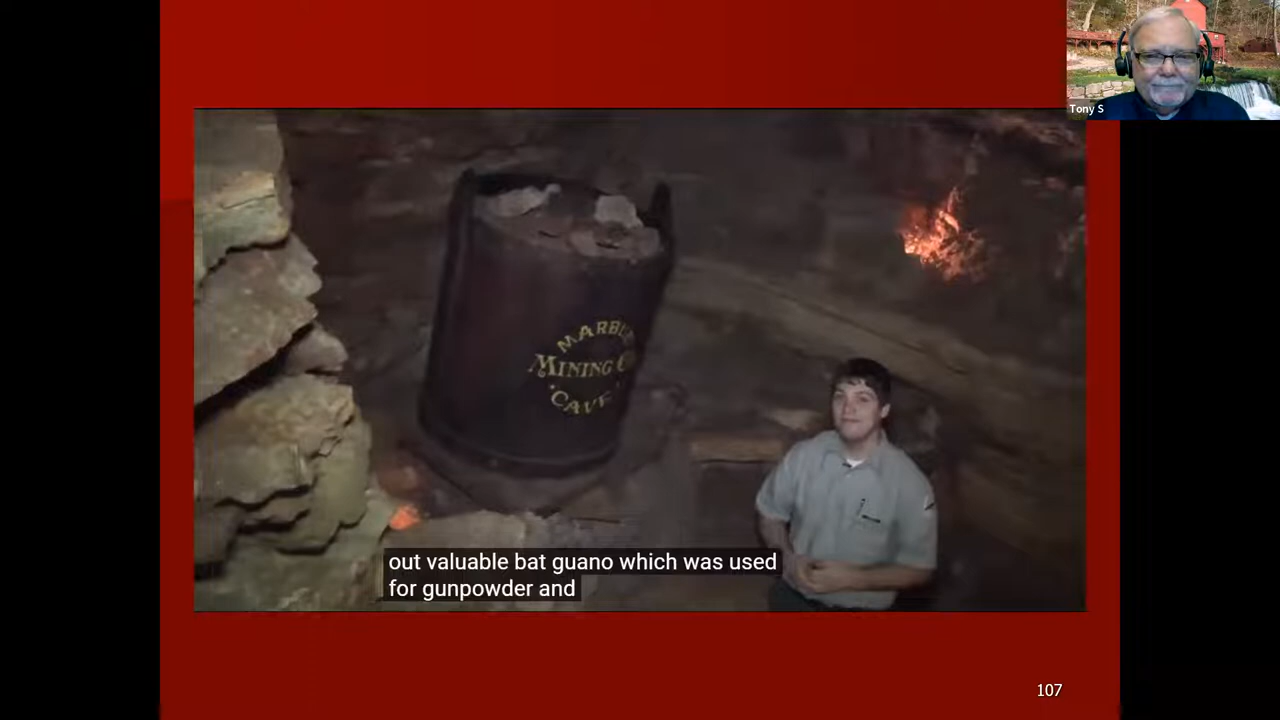 Tony S
MARBLE
MINING
CAVE
out valuable bat guano which was used
for gunpowder and
107